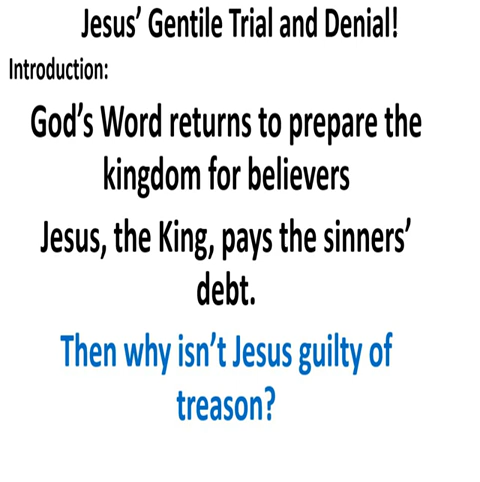 Jesus’ Gentile Trial and Denial!
Introduction:
God’s Word returns to prepare the
kingdom for believers
Jesus, the King, pays the sinners’
debt.
Then why isn’t Jesus guilty of
treason?